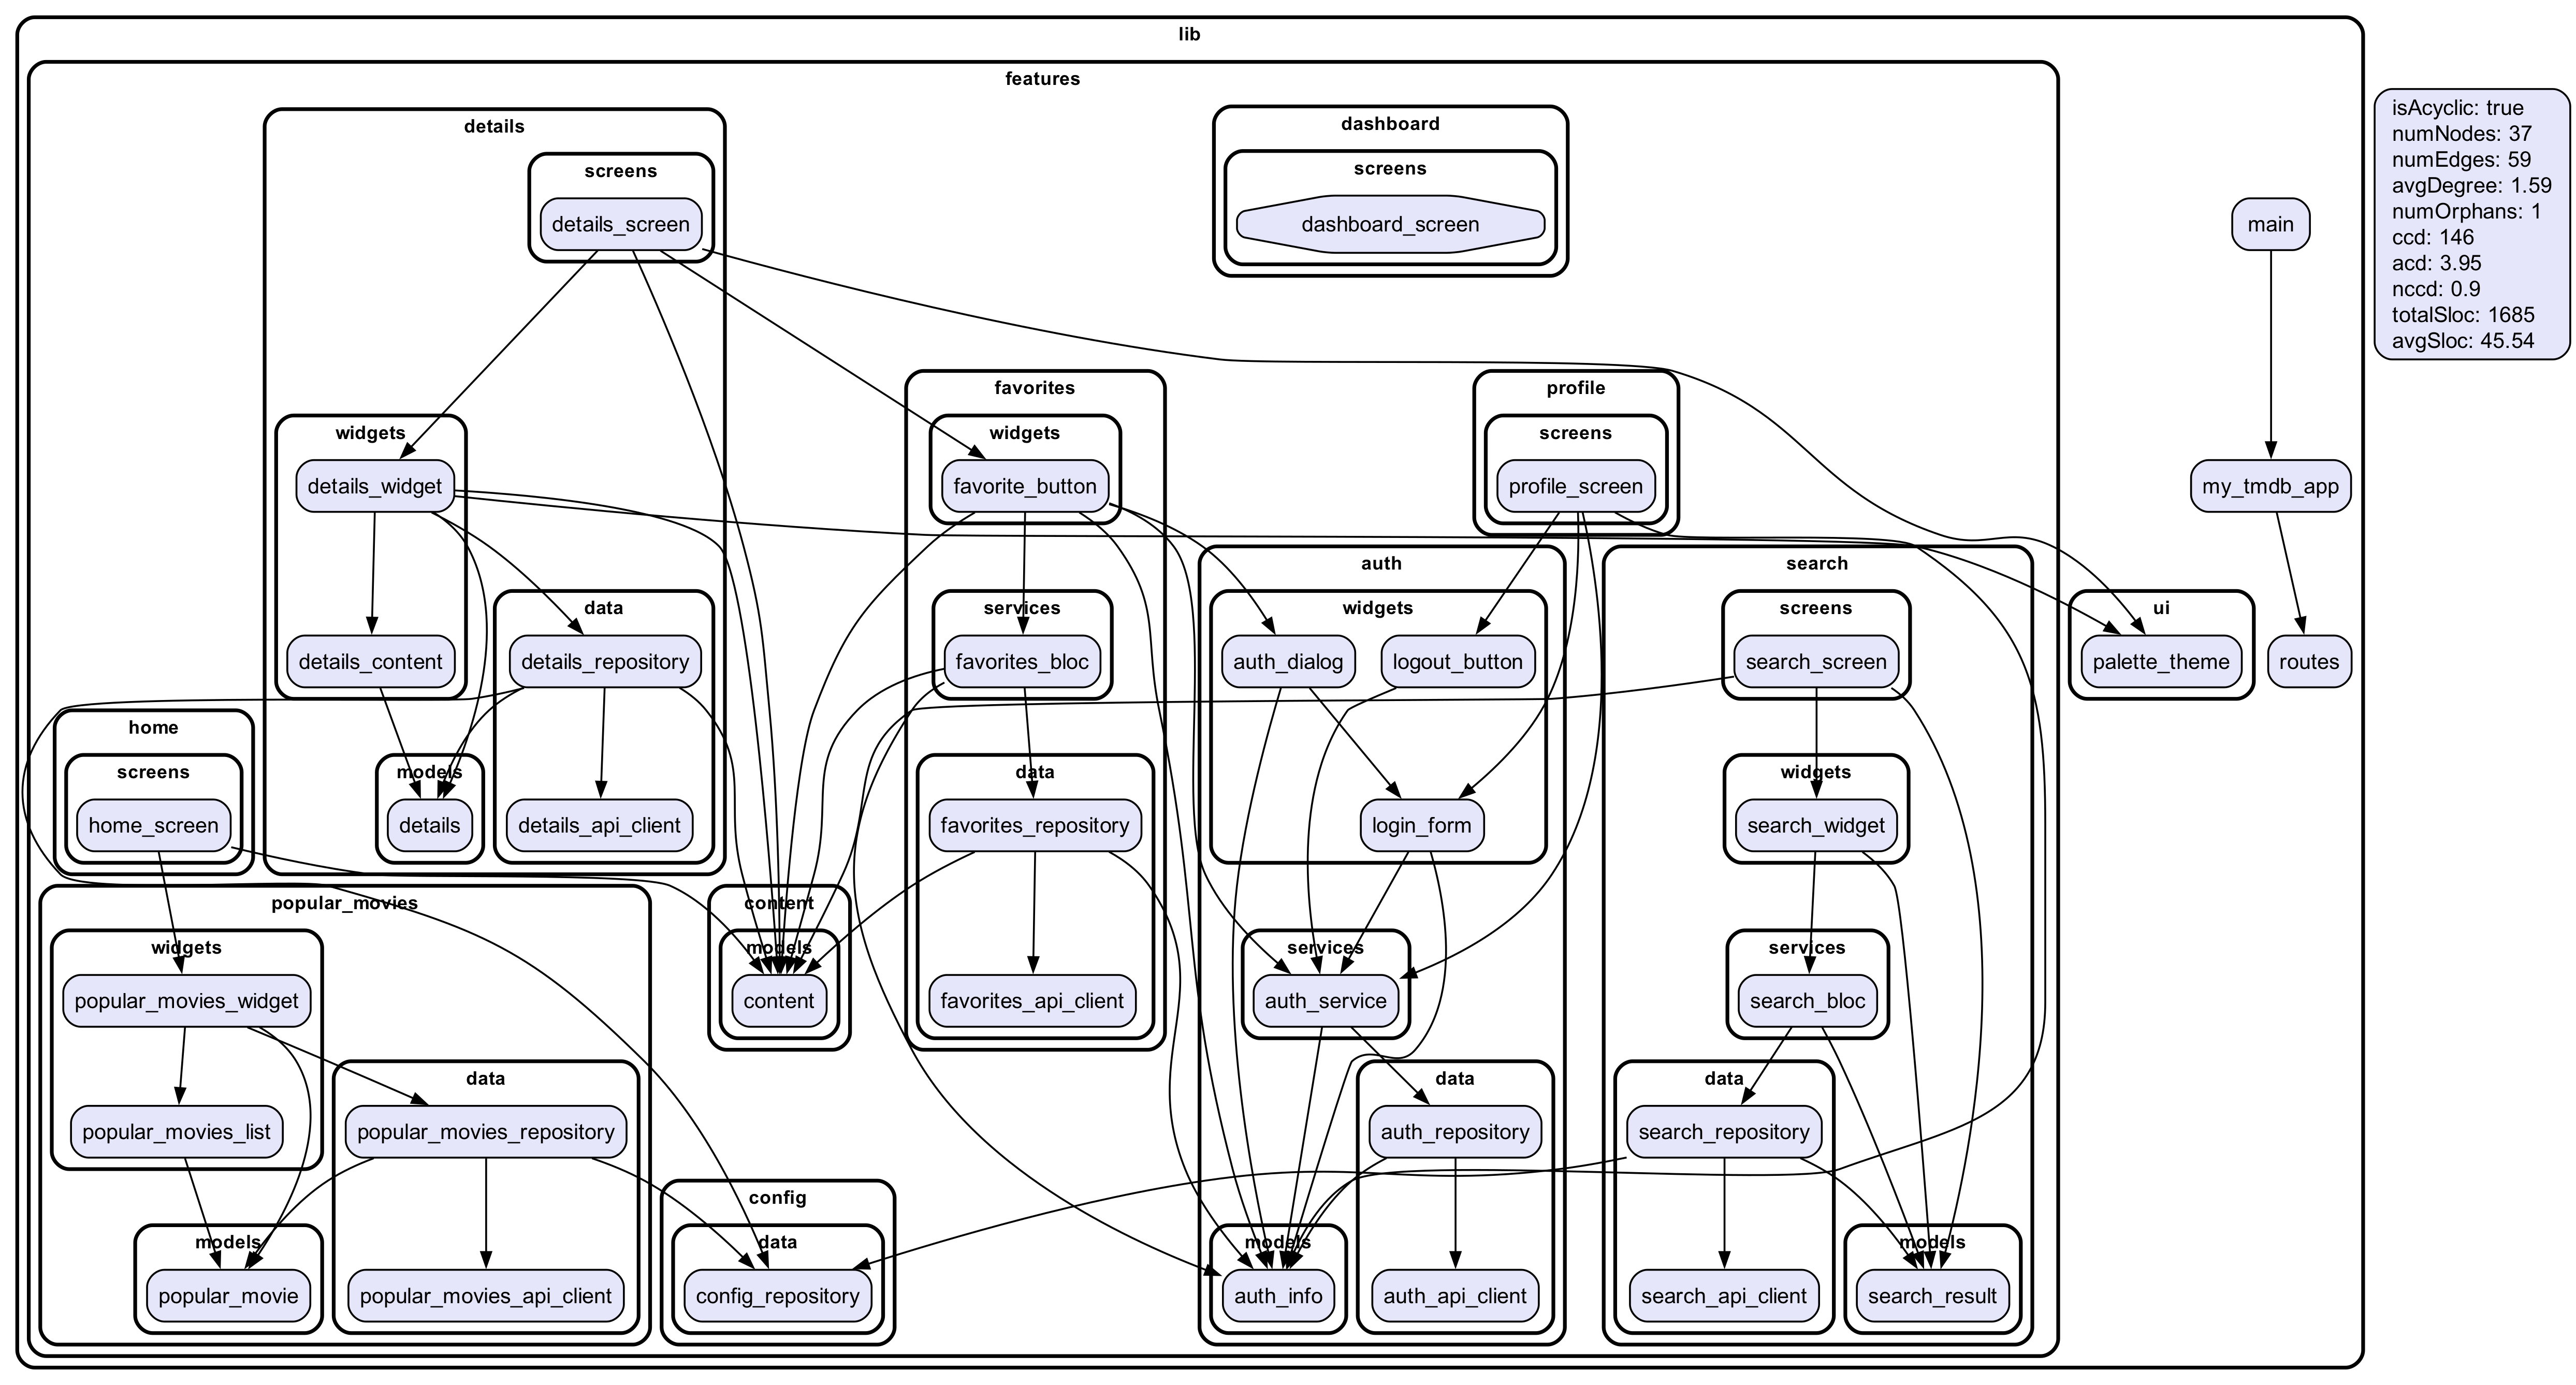 lib
features
details
screens
details_screen
dashboard
screens
dashboard_screen
main
isAcyclic: true
numNodes: 37
numEdges: 59
avgDegree: 1.59
numOrphans: 1
ccd: 146
acd: 3.95
nccd: 0.9
totalSloc: 1685
avgSloc: 45.54
widgets
details_widget
favorites
widgets
favorite_button
profile
screens
profile_screen
my_tmdb_app
details_content
data
details_repository
services
favorites_bloc
auth
widgets
auth_dialog
logout_button
search
screens
search_screen
ui
palette_theme
routes
home
screens
home_screen
models
details
details_api_client
data
favorites_repository
login_form
widgets
search_widget
popular_movies
widgets
popular_movies_widget
content
models
content
favorites_api_client
services
auth_service
services
search_bloc
popular_movies_list
data
popular_movies_repository
data
auth_repository
data
search_repository
models
popular_movie
popular_movies_api_client
config
data
config_repository
models
auth_info
auth_api_client
search_api_client
models
search_result